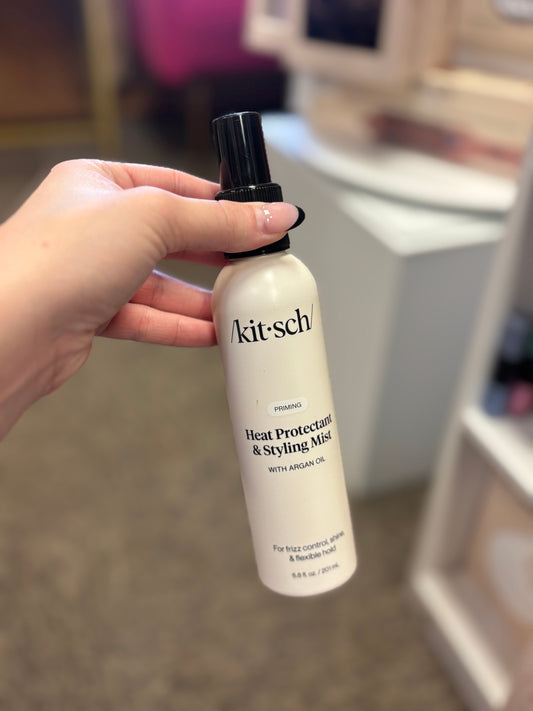 /kit·sch/
PRIMING
Heat Protectant
& Styling Mist
WITH ARGAN OIL
For frizz control, shine,
& flexible hold
6.8 fl oz. / 201 mL